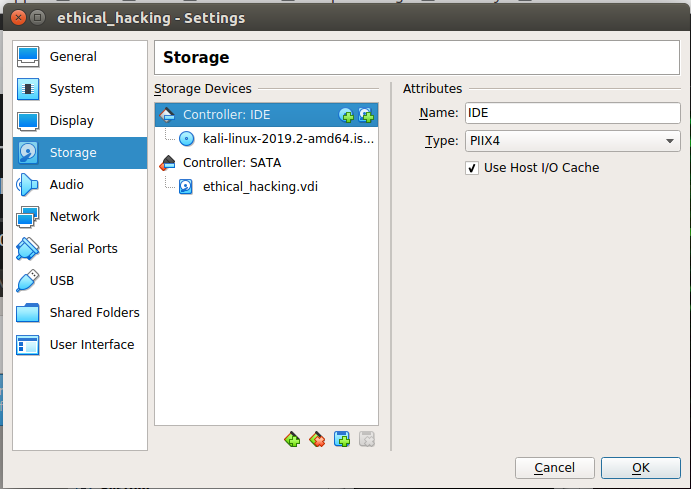 ethical_hacking - Settings
General
System
Display
Storage
Audio
Network
Serial Ports
USB
Shared Folders
User Interface
Storage
Storage Devices
Controller: IDE
kali-linux-2019.2-amd64.is...
Controller: SATA
ethical_hacking.vdi
Attributes
Name: IDE
Type: PIIX4
Use Host I/O Cache
Cancel
OK